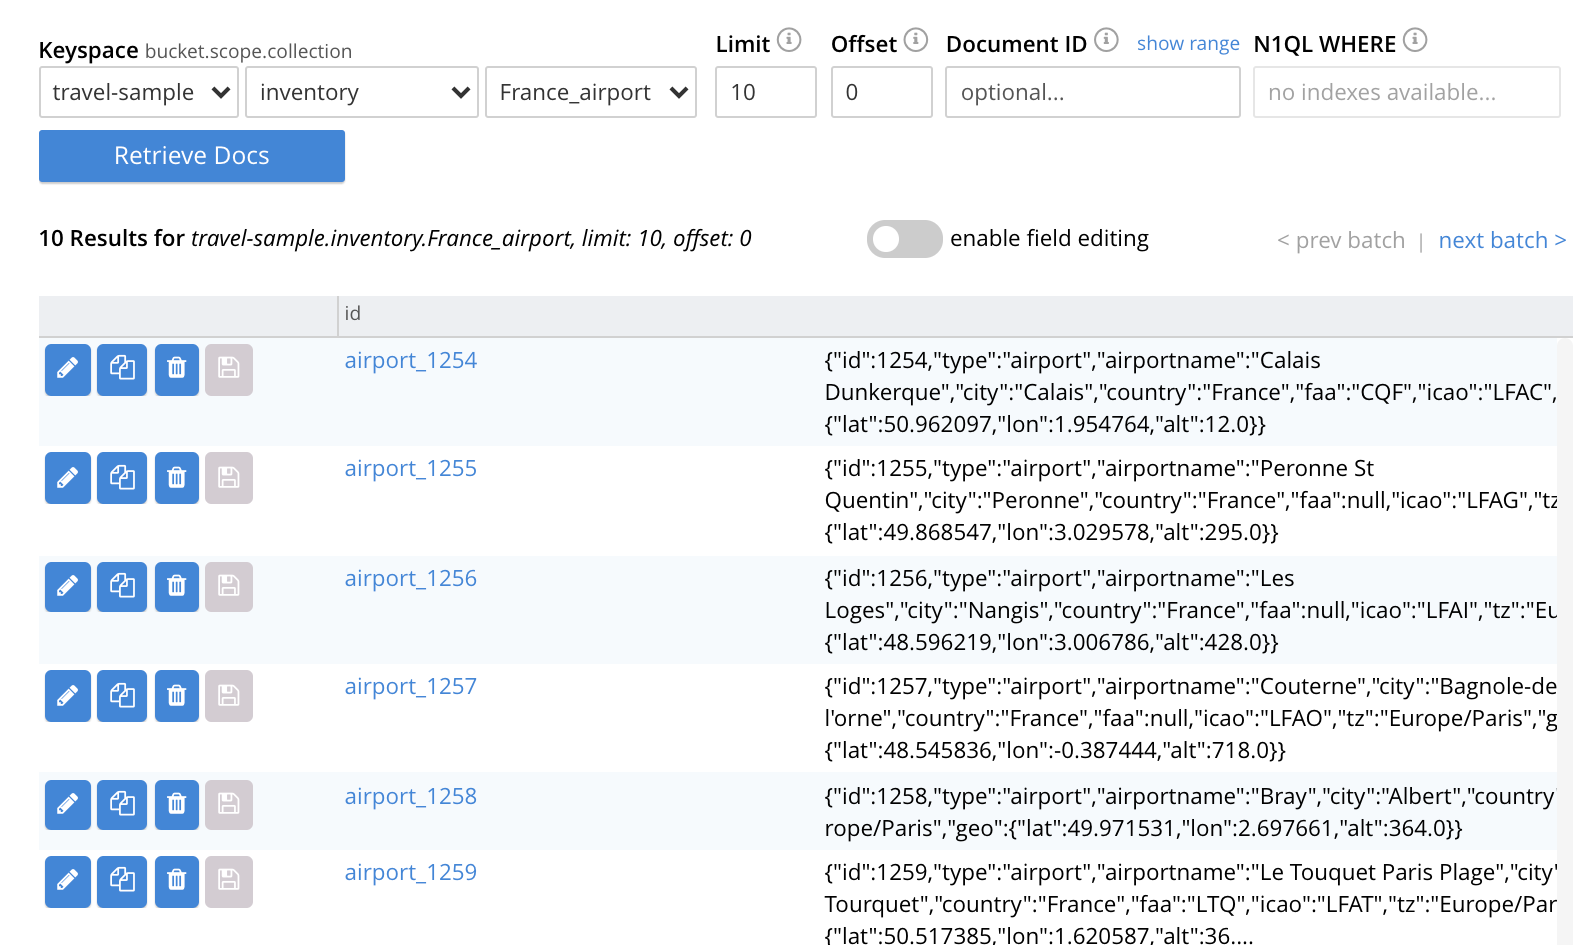 Keyspace bucket.scope.collection
Limit
Offset
Document ID
show range
N1QL WHERE
travel-sample
inventory
France_airport
10
0
optional...
no indexes available...
Retrieve Docs
10 Results for travel-sample.inventory.France_airport, limit: 10, offset: 0
enable field editing
< prev batch | next batch >
id
airport_1254
{"id":1254,"type":"airport","airportname":"Calais
Dunkerque","city":"Calais","country":"France","faa":"CQF","icao":"LFAC",
{"lat":50.962097,"lon":1.954764,"alt":12.0}}
airport_1255
{"id":1255,"type":"airport","airportname":"Peronne St
Quentin","city":"Peronne","country":"France","faa":null,"icao":"LFAG","tz
{"lat":49.868547,"lon":3.029578,"alt":295.0}}
airport_1256
{"id":1256,"type":"airport","airportname":"Les
Loges","city":"Nangis","country":"France","faa":null,"icao":"LFAI","tz":"Eu
{"lat":48.596219,"lon":3.006786,"alt":428.0}}
airport_1257
{"id":1257,"type":"airport","airportname":"Couterne","city":"Bagnole-de
l'orne","country":"France","faa":null,"icao":"LFAO","tz":"Europe/Paris","g
{"lat":48.545836,"lon":-0.387444,"alt":718.0}}
airport_1258
{"id":1258,"type":"airport","airportname":"Bray","city":"Albert","country"
rope/Paris","geo":{"lat":49.971531,"lon":2.697661,"alt":364.0}}
airport_1259
{"id":1259,"type":"airport","airportname":"Le Touquet Paris Plage","city"
Tourquet","country":"France","faa":"LTQ","icao":"LFAT","tz":"Europe/Par
{"lat":50.517385,"lon":1.620587,"alt":36....